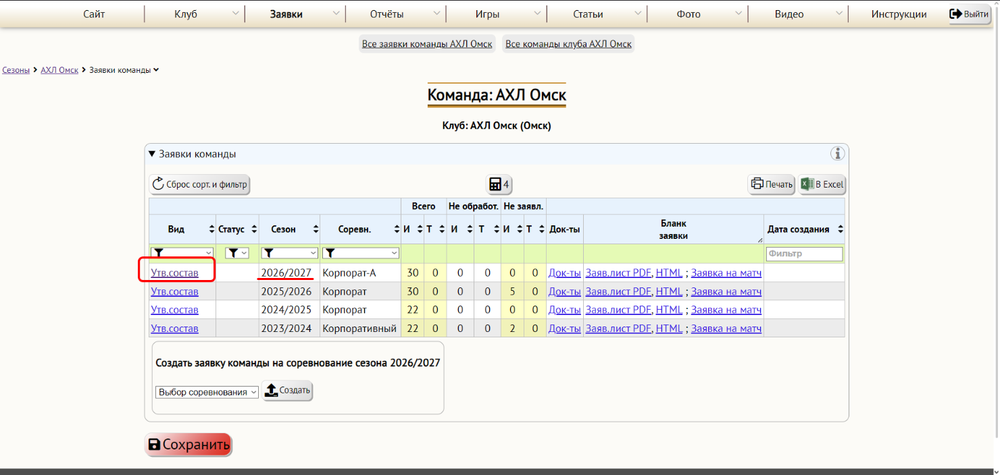 Сайт Клуб Заявки Отчёты Игры Статьи Фото Видео Инструкции Выйти
Все заявки команды АХЛ Омск Все команды клуба АХЛ Омск
Сезоны АХЛ Омск Заявки команды
Команда: АХЛ Омск
Клуб: АХЛ Омск (Омск)
Заявки команды
Сброс сорт. и фильтр 4 Печать В Excel
Всего Не обработ. Не заявл.
Вид Статус Сезон Соревн. И Т И Т И Т Док-ты Бланк заявки Дата создания
Фильтр
Утв.состав 2026/2027 Корпорат-А 30 0 0 0 0 0 Док-ты Заяв.лист PDF, HTML ; Заявка на матч
Утв.состав 2025/2026 Корпорат 30 0 0 0 5 0 Док-ты Заяв.лист PDF, HTML ; Заявка на матч
Утв.состав 2024/2025 Корпорат 22 0 0 0 0 0 Док-ты Заяв.лист PDF, HTML ; Заявка на матч
Утв.состав 2023/2024 Корпоративный 22 0 0 0 2 0 Док-ты Заяв.лист PDF, HTML ; Заявка на матч
Создать заявку команды на соревнование сезона 2026/2027
Выбор соревнования Создать
Сохранить